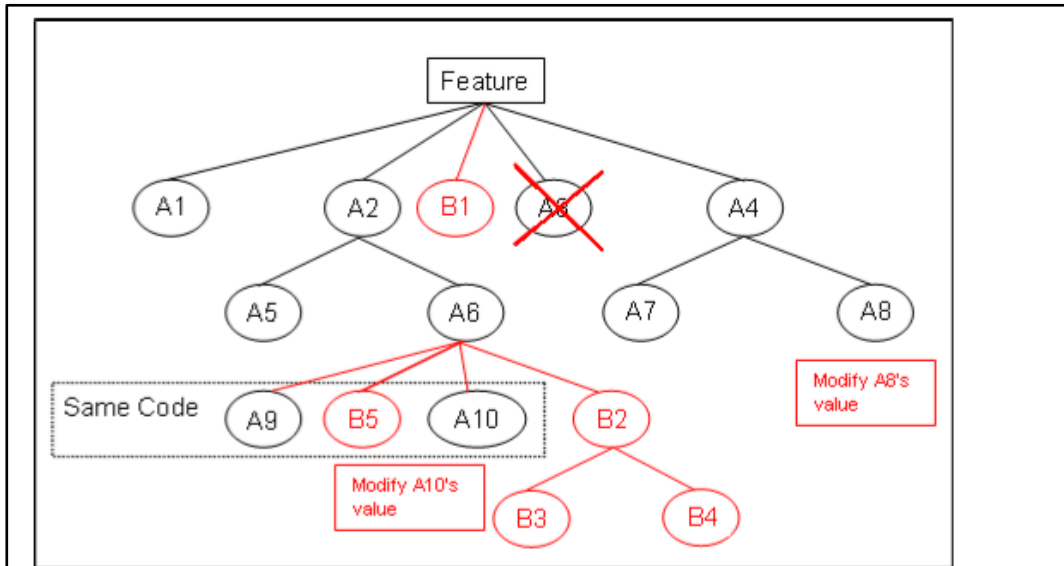 Feature
A1
A2
B1
A3
A4
A5
A6
A7
A8
Modify A8's
value
Same Code
A9
B5
A10
B2
Modify A10's
value
B3
B4